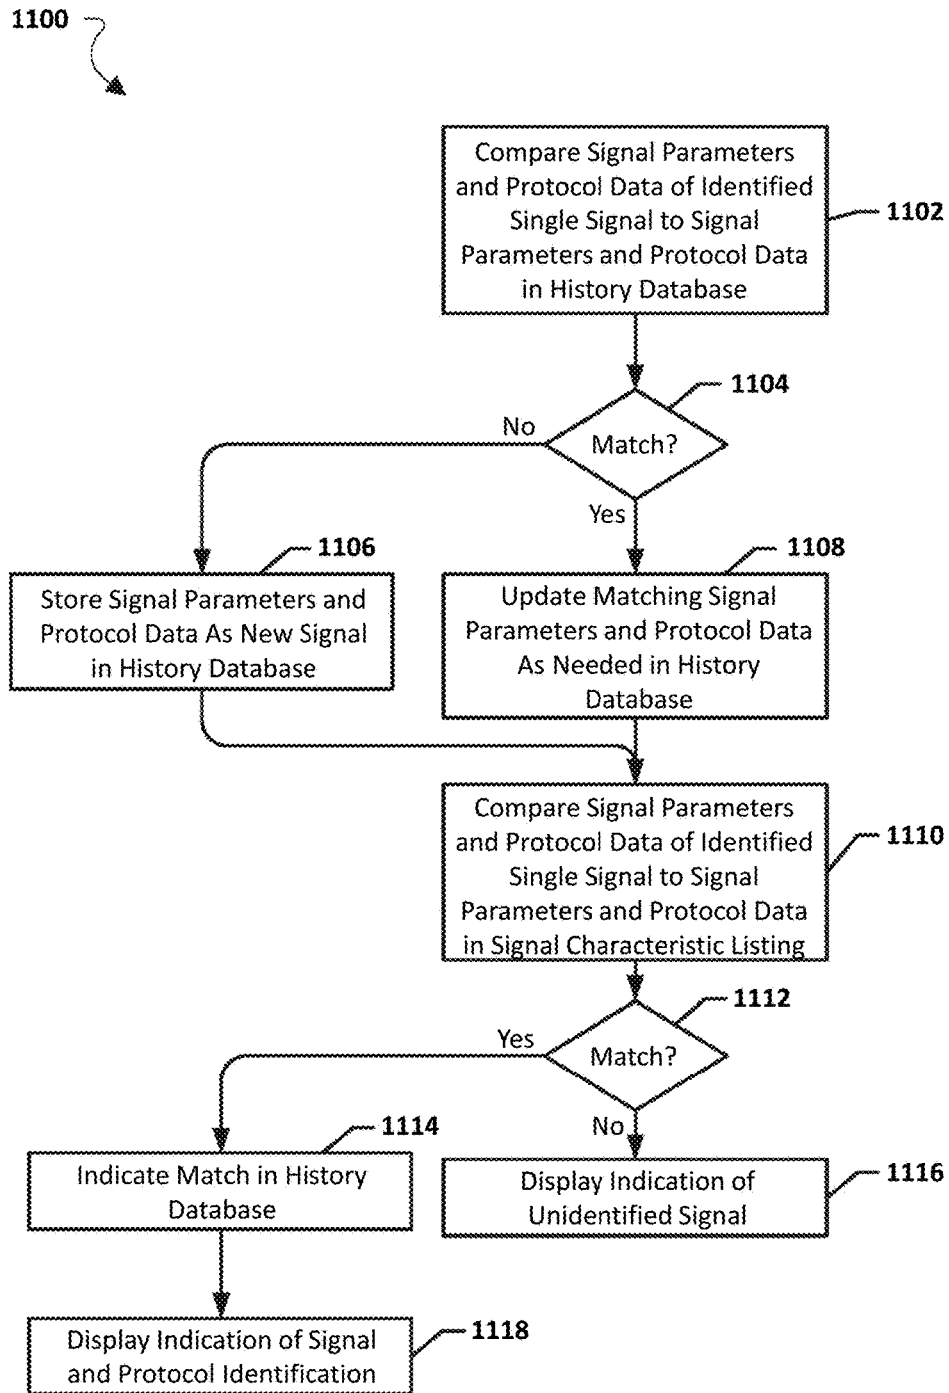 1100
Compare Signal Parameters
and Protocol Data of Identified
Single Signal to Signal
Parameters and Protocol Data
in History Database
1102
1104
Match?
No
Yes
1106
Store Signal Parameters and
Protocol Data As New Signal
in History Database
1108
Update Matching Signal
Parameters and Protocol Data
As Needed in History
Database
Compare Signal Parameters
and Protocol Data of Identified
Single Signal to Signal
Parameters and Protocol Data
in Signal Characteristic Listing
1110
1112
Match?
Yes
No
1114
Indicate Match in History
Database
Display Indication of
Unidentified Signal
1116
Display Indication of Signal
and Protocol Identification
1118